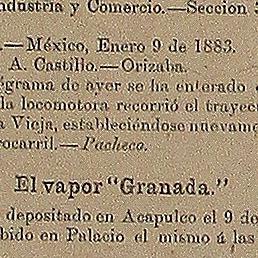 ndustria y Comercio.—Seccion
.—México, Enero 9 de 1883.
A. Castillo.—Orizaba.
égrama de ayer se ha enterado
la locomotora recorrió el trayec
a Vieja, estableciéndose nuevame
rocarril.—Pacheco.
El vapor "Granada."
depositado en Acapulco el 9 de
bido en Palacio el mismo á las